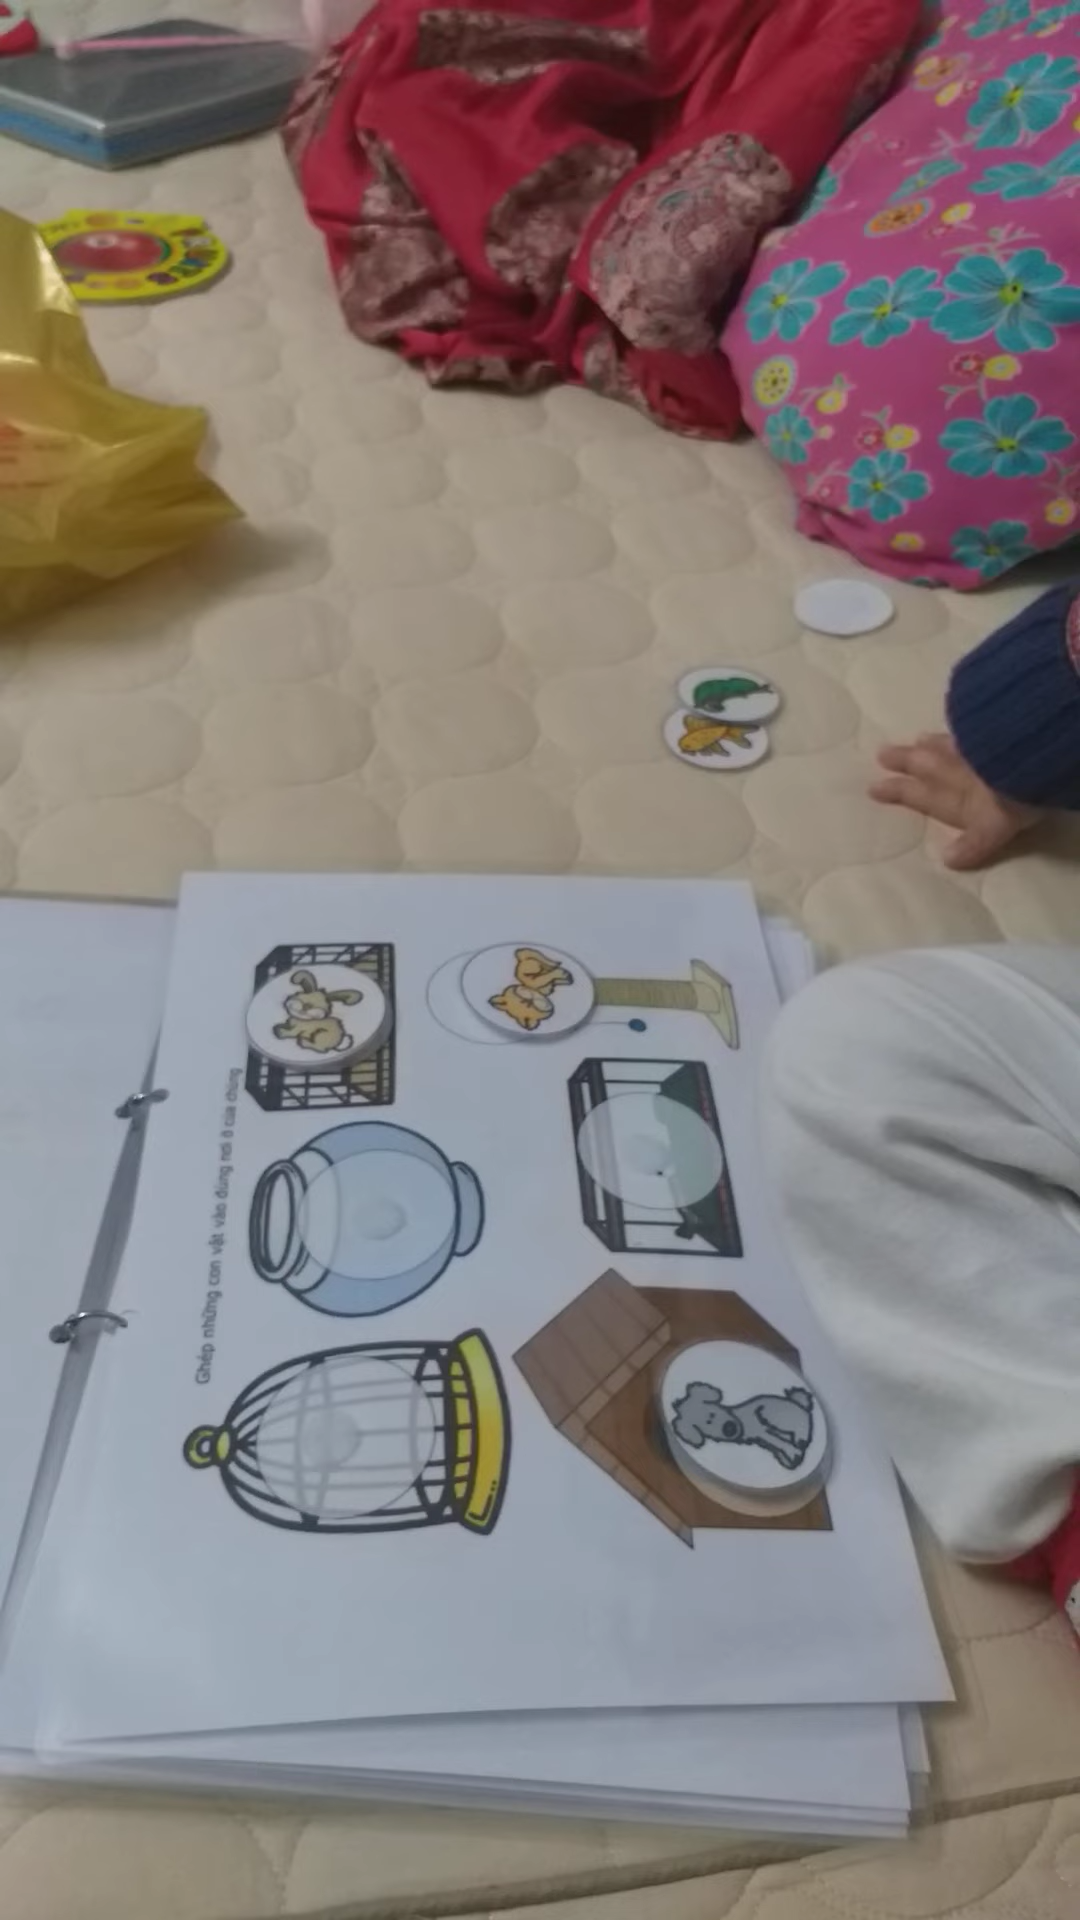 Ghép những con vật vào đúng nơi ở của chúng